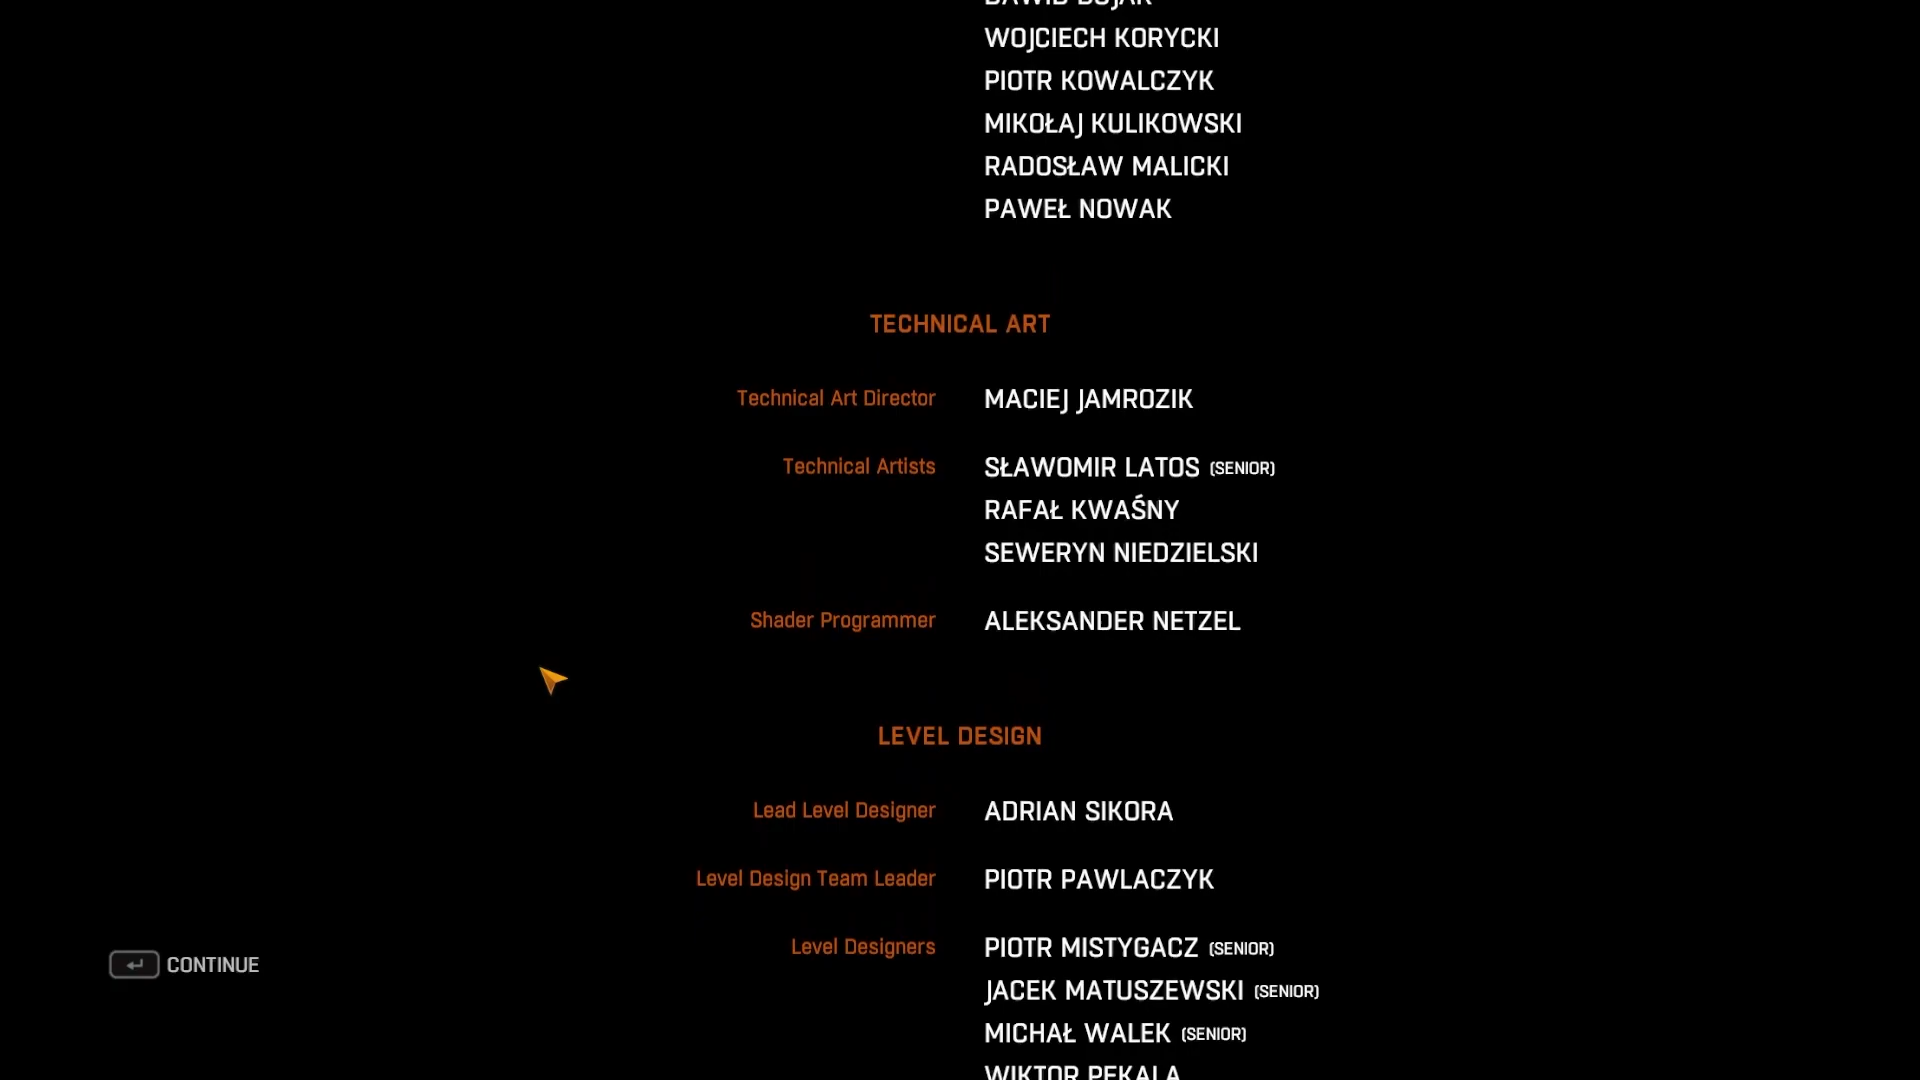 WOJCIECH KORYCKI
PIOTR KOWALCZYK
MIKOŁAJ KULIKOWSKI
RADOSŁAW MALICKI
PAWEŁ NOWAK
TECHNICAL ART
Technical Art Director MACIEJ JAMROZIK
Technical Artists SŁAWOMIR LATOS (SENIOR)
RAFAŁ KWAŚNY
SEWERYN NIEDZIELSKI
Shader Programmer ALEKSANDER NETZEL
LEVEL DESIGN
Lead Level Designer ADRIAN SIKORA
Level Design Team Leader PIOTR PAWLACZYK
Level Designers PIOTR MISTYGACZ (SENIOR)
JACEK MATUSZEWSKI (SENIOR)
MICHAŁ WALEK (SENIOR)
WIKTOR
CONTINUE